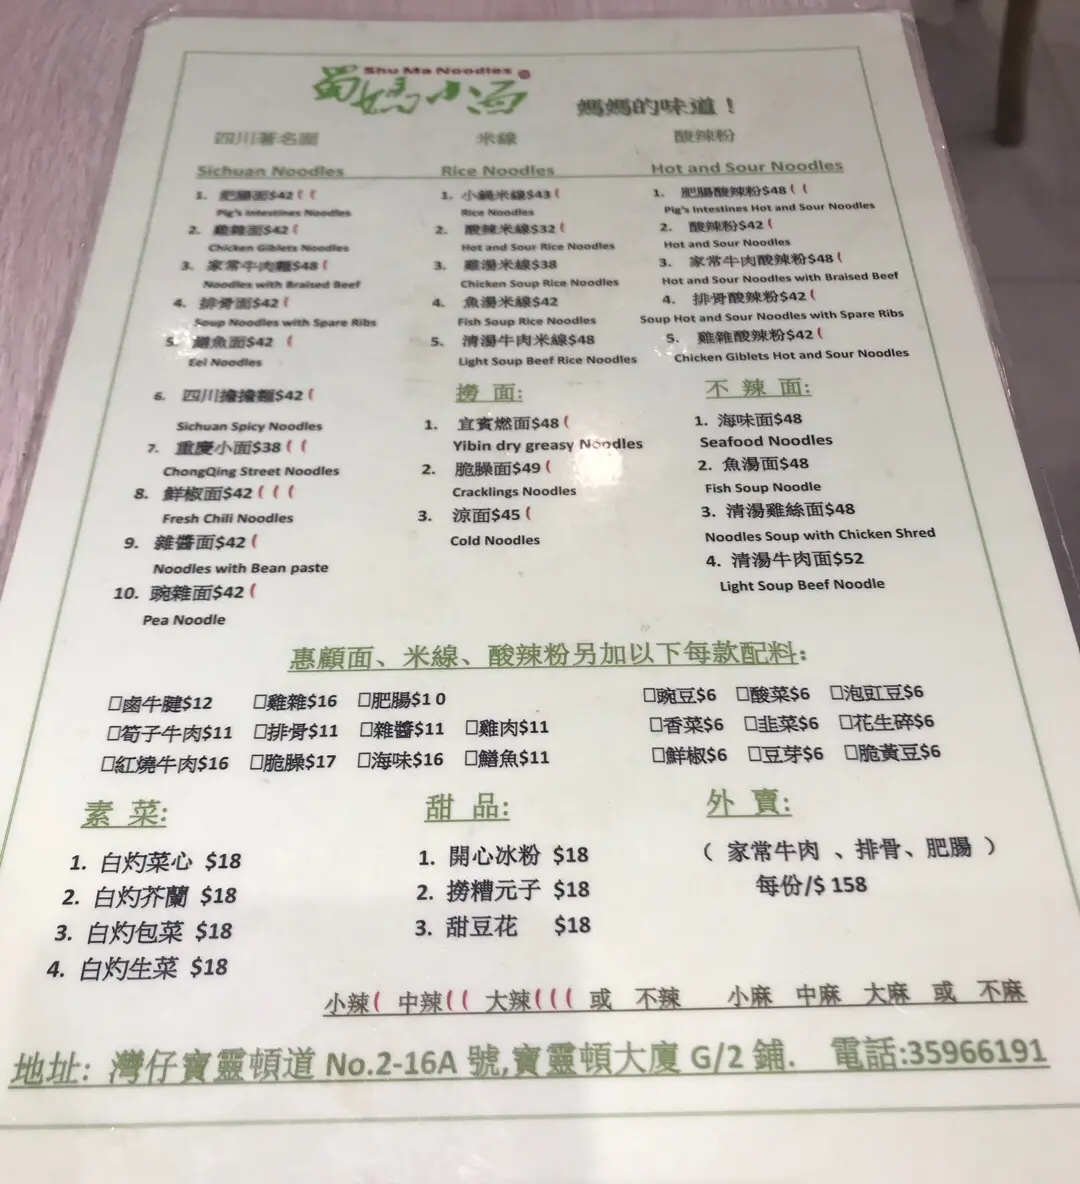 Shu Ma Noodles
蜀媽小面 媽媽的味道！
四川著名面
Sichuan Noodles
1. 肥腸面$42 ( (
Pig's Intestines Noodles
2. 雞雜面$42 (
Chicken Giblets Noodles
3. 家常牛肉麵$48 (
Noodles with Braised Beef
4. 排骨面$42 (
Soup Noodles with Spare Ribs
5. 鱔魚面$42 (
Eel Noodles
6. 四川擔擔麵$42 (
Sichuan Spicy Noodles
7. 重慶小面$38 ( (
ChongQing Street Noodles
8. 鮮椒面$42 ( ( (
Fresh Chili Noodles
9. 雜醬面$42 (
Noodles with Bean paste
10. 豌雜面$42 (
Pea Noodle
米線
Rice Noodles
1. 小鍋米線$43 (
Rice Noodles
2. 酸辣米線$32 (
Hot and Sour Rice Noodles
3. 雞湯米線$38
Chicken Soup Rice Noodles
4. 魚湯米線$42
Fish Soup Rice Noodles
5. 清湯牛肉米線$48
Light Soup Beef Rice Noodles
撈 面:
1. 宜賓燃面$48 (
Yibin dry greasy Noodles
2. 脆臊面$49 (
Cracklings Noodles
3. 涼面$45 (
Cold Noodles
酸辣粉
Hot and Sour Noodles
1. 肥腸酸辣粉$48 ( (
Pig's Intestines Hot and Sour Noodles
2. 酸辣粉$42 (
Hot and Sour Noodles
3. 家常牛肉酸辣粉$48 (
Hot and Sour Noodles with Braised Beef
4. 排骨酸辣粉$42 (
Soup Hot and Sour Noodles with Spare Ribs
5. 雞雜酸辣粉$42 (
Chicken Giblets Hot and Sour Noodles
不 辣 面:
1. 海味面$48
Seafood Noodles
2. 魚湯面$48
Fish Soup Noodle
3. 清湯雞絲面$48
Noodles Soup with Chicken Shred
4. 清湯牛肉面$52
Light Soup Beef Noodle
惠顧面、米線、酸辣粉另加以下每款配料:
□鹵牛腱$12 □雞雜$16 □肥腸$1 0 □豌豆$6 □酸菜$6 □泡豇豆$6
□筍子牛肉$11 □排骨$11 □雜醬$11 □雞肉$11 □香菜$6 □韭菜$6 □花生碎$6
□紅燒牛肉$16 □脆臊$17 □海味$16 □鱔魚$11 □鮮椒$6 □豆芽$6 □脆黃豆$6
素 菜:
1. 白灼菜心 $18
2. 白灼芥蘭 $18
3. 白灼包菜 $18
4. 白灼生菜 $18
甜 品:
1. 開心冰粉 $18
2. 撈糟元子 $18
3. 甜豆花 $18
外 賣:
（ 家常牛肉 、排骨、肥腸 ）
每份/$ 158
小辣( 中辣( ( 大辣( ( ( 或 不辣 小麻 中麻 大麻 或 不麻
地址: 灣仔寶靈頓道 No.2-16A 號,寶靈頓大廈 G/2 鋪. 電話:35966191